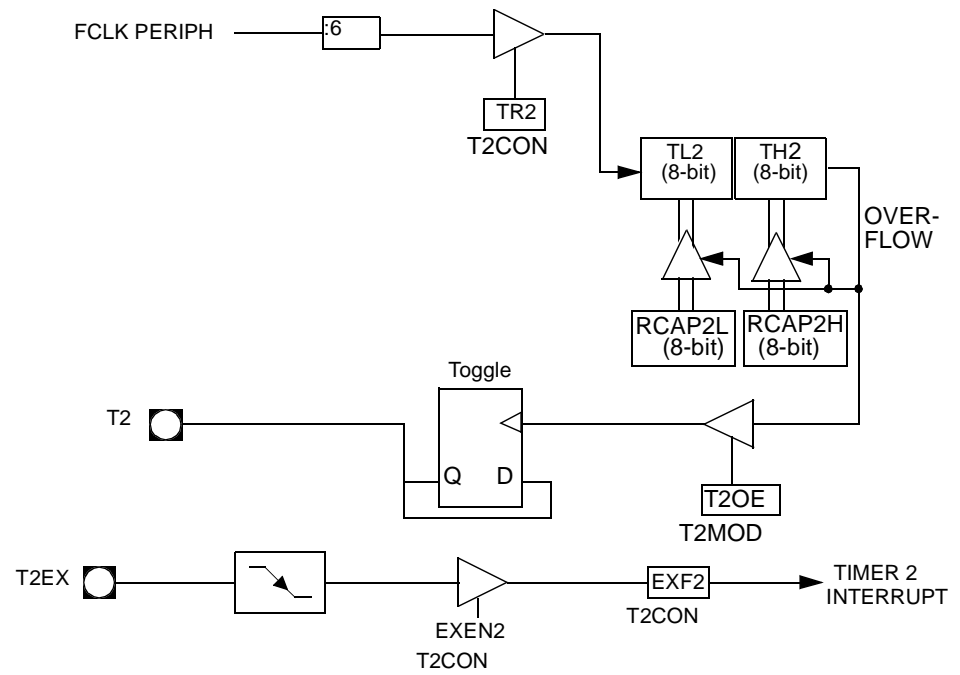 FCLK PERIPH
:6
TR2
T2CON
TL2
(8-bit)
TH2
(8-bit)
OVER-
FLOW
RCAP2L
(8-bit)
RCAP2H
(8-bit)
Toggle
T2
Q D
T2OE
T2MOD
T2EX
EXEN2
T2CON
EXF2
T2CON
TIMER 2
INTERRUPT